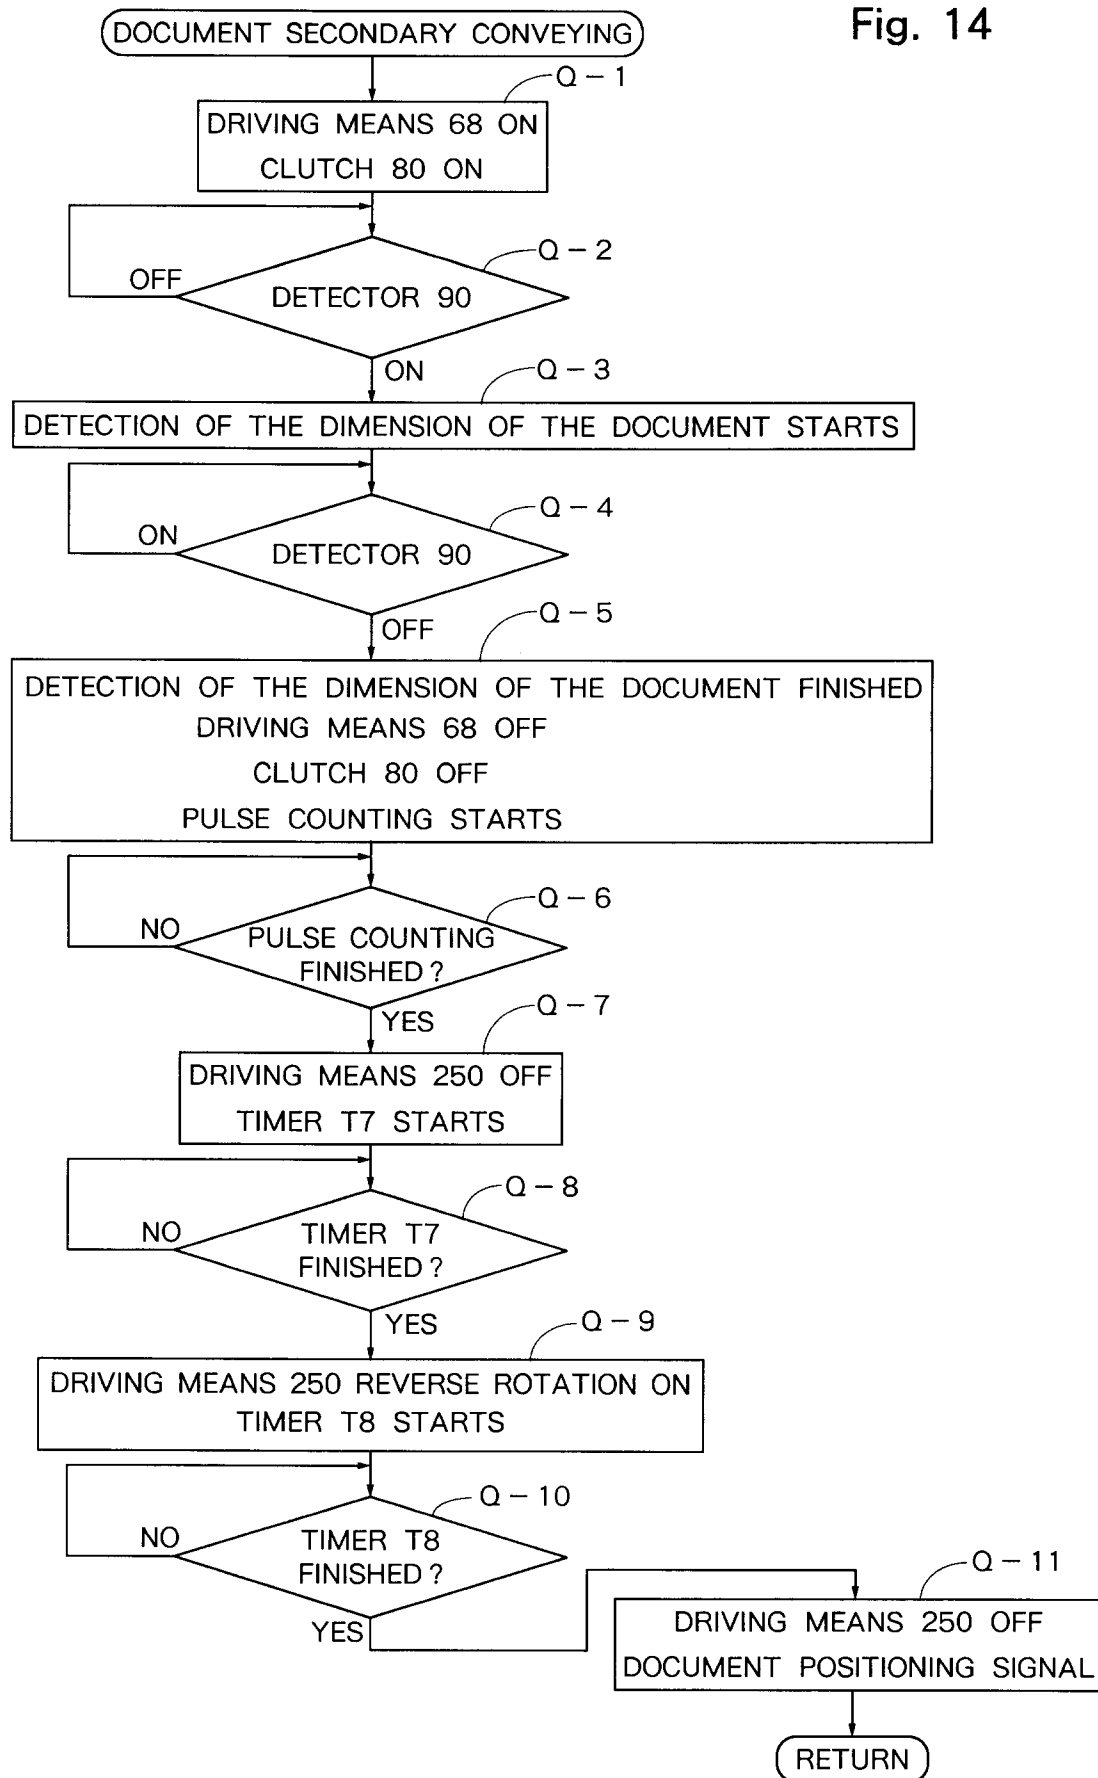 Fig. 14
DOCUMENT SECONDARY CONVEYING
Q-1
DRIVING MEANS 68 ON
CLUTCH 80 ON
Q-2
OFF
DETECTOR 90
ON
Q-3
DETECTION OF THE DIMENSION OF THE DOCUMENT STARTS
Q-4
ON
DETECTOR 90
OFF
Q-5
DETECTION OF THE DIMENSION OF THE DOCUMENT FINISHED
DRIVING MEANS 68 OFF
CLUTCH 80 OFF
PULSE COUNTING STARTS
Q-6
NO
PULSE COUNTING
FINISHED?
YES
Q-7
DRIVING MEANS 250 OFF
TIMER T7 STARTS
Q-8
NO
TIMER T7
FINISHED?
YES
Q-9
DRIVING MEANS 250 REVERSE ROTATION ON
TIMER T8 STARTS
Q-10
NO
TIMER T8
FINISHED?
YES
Q-11
DRIVING MEANS 250 OFF
DOCUMENT POSITIONING SIGNAL
RETURN